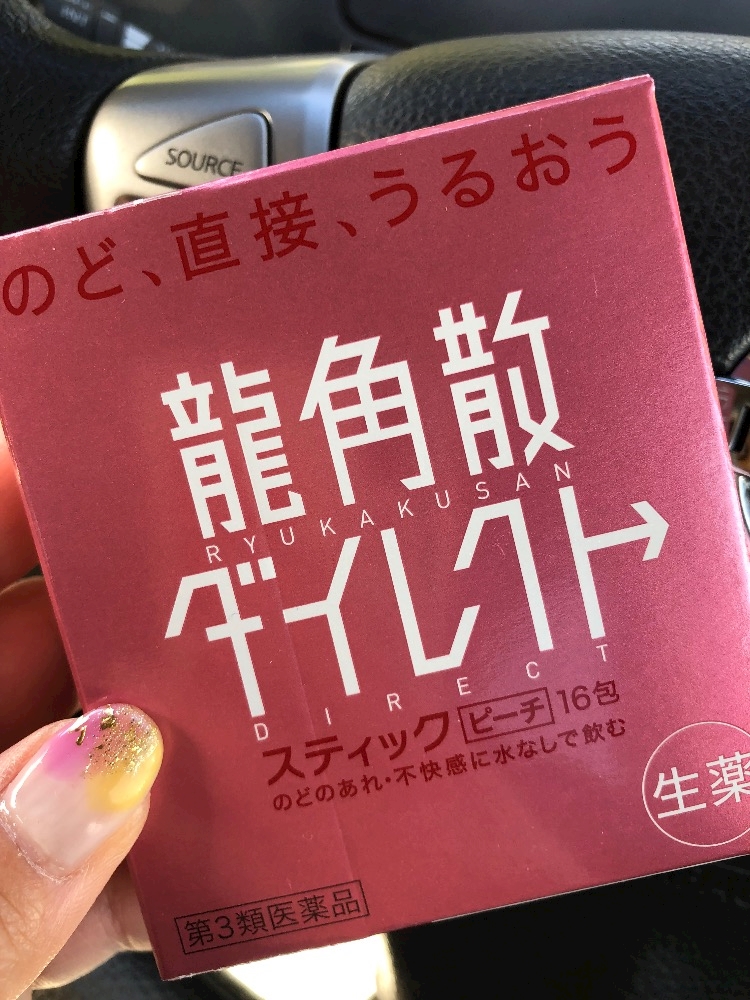 SOURCE
のど、直接、うるおう
龍角散
RYUKAKUSAN
ダイレクト
DIRECT
スティック ピーチ 16包
のどのあれ・不快感に水なしで飲む
生薬
第3類医薬品